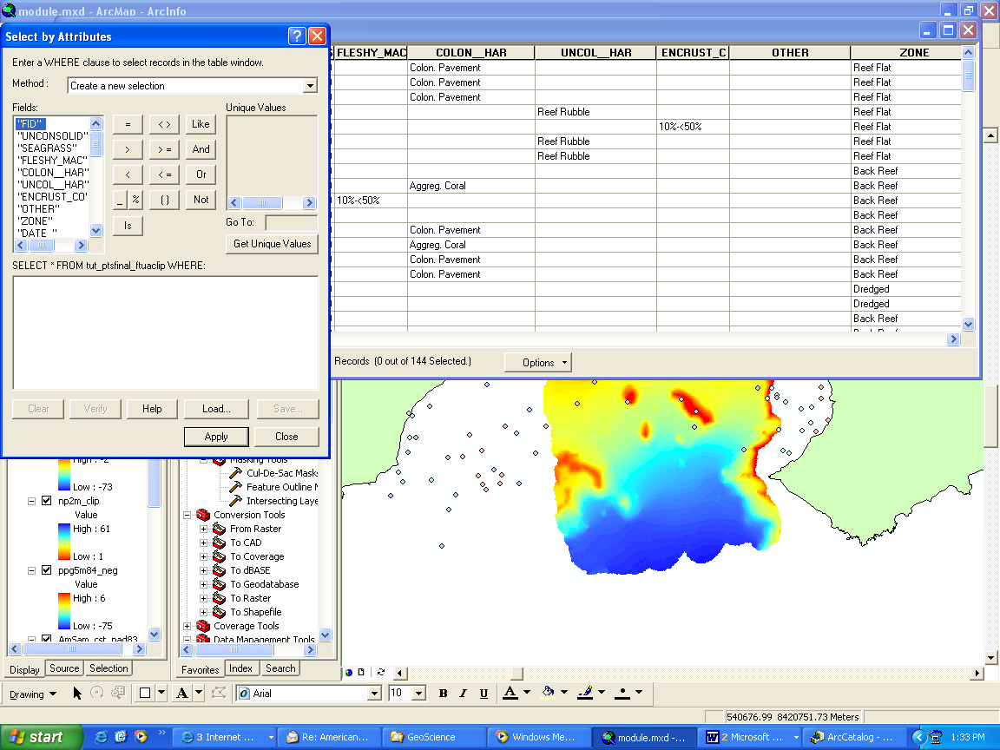 module.mxd - ArcMap - ArcInfo
Select by Attributes
Enter a WHERE clause to select records in the table window.
Method : Create a new selection
Fields: Unique Values
"FID"
"UNCONSOLID"
"SEAGRASS"
"FLESHY_MAC"
"COLON__HAR"
"UNCOL__HAR"
"ENCRUST_CO"
"OTHER"
"ZONE"
"DATE_"
= < > Like
> > = And
< < = Or
_ % ( ) Not
Is
Go To:
Get Unique Values
SELECT * FROM tut_ptsfinal_ftuaclip WHERE:
Clear Verify Help Load... Save...
Apply Close
FLESHY_MAC COLON__HAR UNCOL__HAR ENCRUST_C OTHER ZONE
Colon. Pavement Reef Flat
Colon. Pavement Reef Flat
Colon. Pavement Reef Flat
Reef Rubble Reef Flat
10%-<50% Reef Flat
Reef Rubble Reef Flat
Reef Rubble Reef Flat
Back Reef
Aggreg. Coral Back Reef
10%-<50% Back Reef
Back Reef
Colon. Pavement Back Reef
Aggreg. Coral Back Reef
Colon. Pavement Back Reef
Colon. Pavement Back Reef
Dredged
Dredged
Back Reef
Back Reef
Records (0 out of 144 Selected.) Options
High : -2
Low : -73
np2m_clip
Value
High : 61
Low : 1
ppg5m84_neg
Value
High : 6
Low : -75
AmSam_cst_nad83
Display Source Selection
Masking Tools
Cul-De-Sac Masks
Feature Outline M
Intersecting Laye
Conversion Tools
From Raster
To CAD
To Coverage
To dBASE
To Geodatabase
To Raster
To Shapefile
Coverage Tools
Data Management Tools
Favorites Index Search
Drawing A Arial 10 B I U A
540676.99 8420751.73 Meters
start 3 Internet ... Re: American... GeoScience Windows Me... module.mxd -... 2 Microsoft ... ArcCatalog - ... 1:33 PM